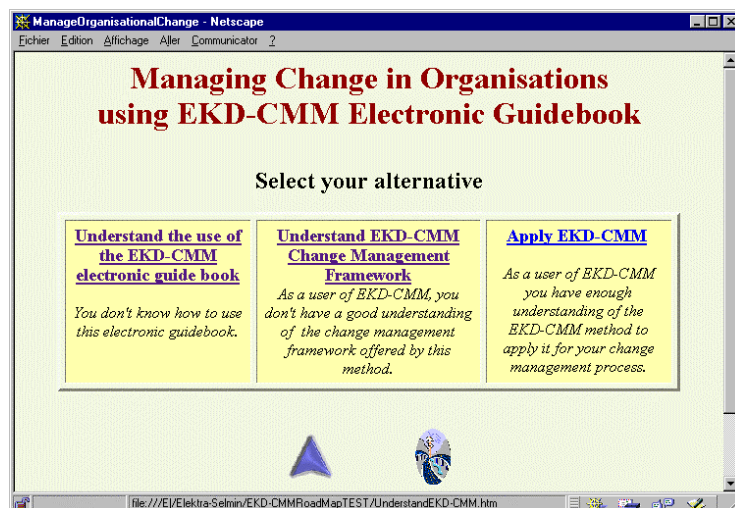 ManageOrganisationalChange - Netscape
Fichier Edition Affichage Aller Communicator ?
Managing Change in Organisations
using EKD-CMM Electronic Guidebook
Select your alternative
Understand the use of
the EKD-CMM
electronic guide book
You don't know how to use
this electronic guidebook.
Understand EKD-CMM
Change Management
Framework
As a user of EKD-CMM, you
don't have a good understanding
of the change management
framework offered by this
method.
Apply EKD-CMM
As a user of EKD-CMM
you have enough
understanding of the
EKD-CMM method to
apply it for your change
management process.
file:///E|/Elektra-Selmin/EKD-CMMRoadMapTEST/UnderstandEKD-CMM.htm